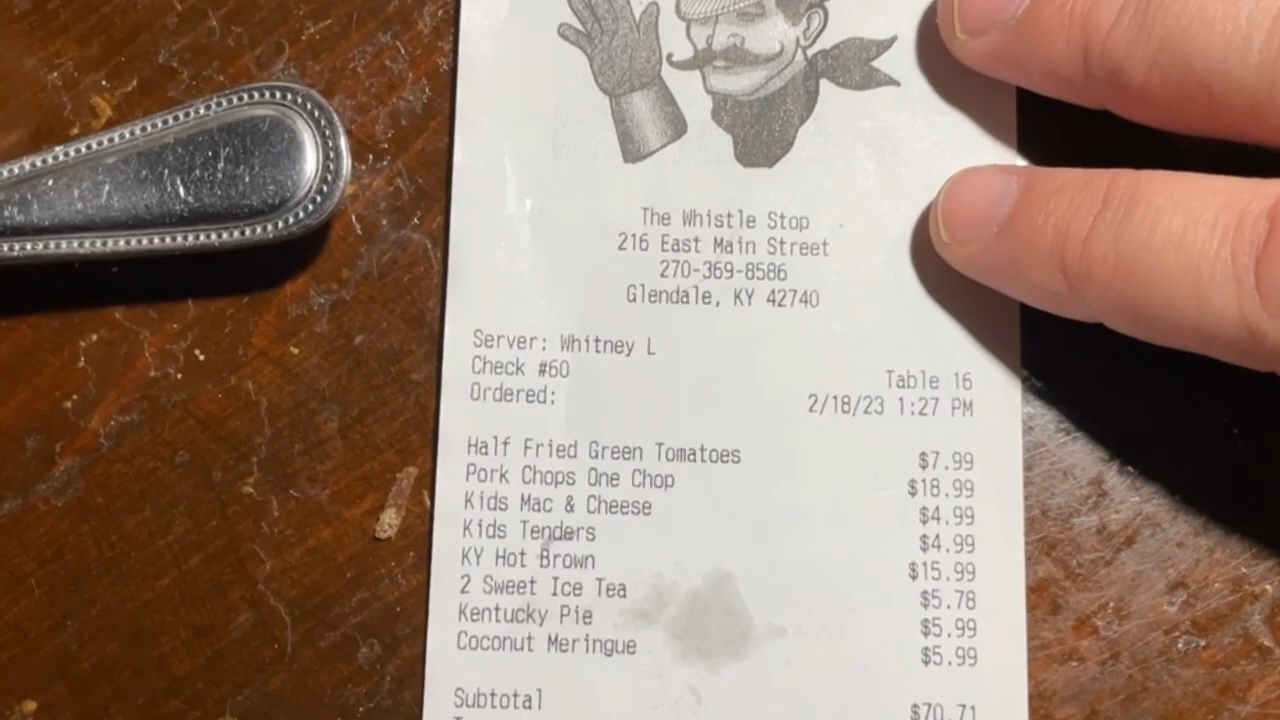 The Whistle Stop
216 East Main Street
270-369-8586
Glendale, KY 42740
Server: Whitney L
Check #60
Table 16
Ordered:
2/18/23 1:27 PM
Half Fried Green Tomatoes $7.99
Pork Chops One Chop $18.99
Kids Mac & Cheese $4.99
Kids Tenders $4.99
KY Hot Brown $15.99
2 Sweet Ice Tea $5.78
Kentucky Pie $5.99
Coconut Meringue $5.99
Subtotal $70.71